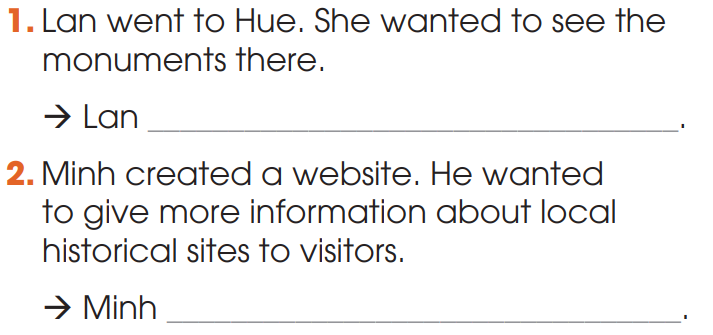 1. Lan went to Hue. She wanted to see the
monuments there.
→ Lan ______________________________.
2. Minh created a website. He wanted
to give more information about local
historical sites to visitors.
→ Minh ______________________________.